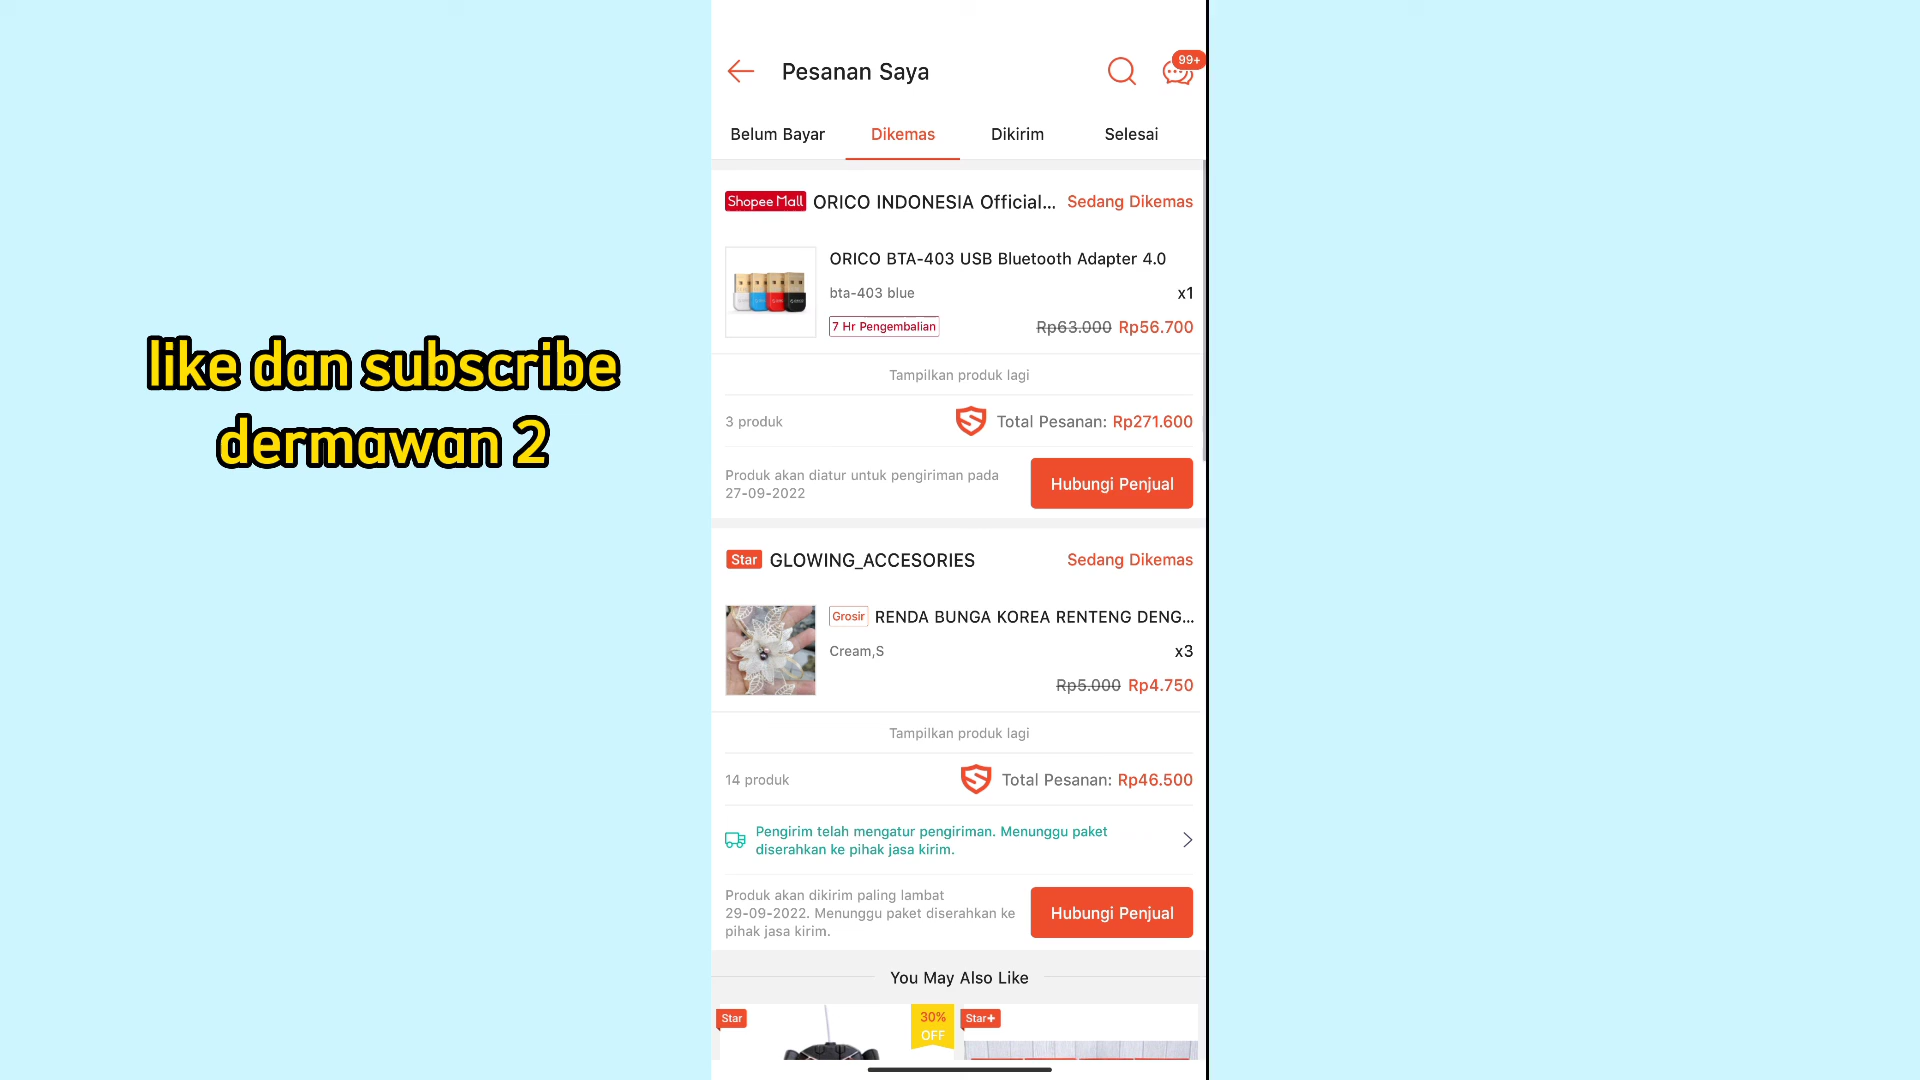 like dan subscribe
dermawan 2
99+
Pesanan Saya
Belum Bayar
Dikemas
Dikirim
Selesai
Shopee Mall
ORICO INDONESIA Official...
Sedang Dikemas
ORICO BTA-403 USB Bluetooth Adapter 4.0
bta-403 blue
x1
7 Hr Pengembalian
Rp63.000 Rp56.700
Tampilkan produk lagi
3 produk
Total Pesanan: Rp271.600
Produk akan diatur untuk pengiriman pada
27-09-2022
Hubungi Penjual
Star
GLOWING_ACCESORIES
Sedang Dikemas
Grosir
RENDA BUNGA KOREA RENTENG DENG...
Cream,S
x3
Rp5.000 Rp4.750
Tampilkan produk lagi
14 produk
Total Pesanan: Rp46.500
Pengirim telah mengatur pengiriman. Menunggu paket
diserahkan ke pihak jasa kirim.
Produk akan dikirim paling lambat
29-09-2022. Menunggu paket diserahkan ke
pihak jasa kirim.
Hubungi Penjual
You May Also Like
Star
30%
OFF
Star+